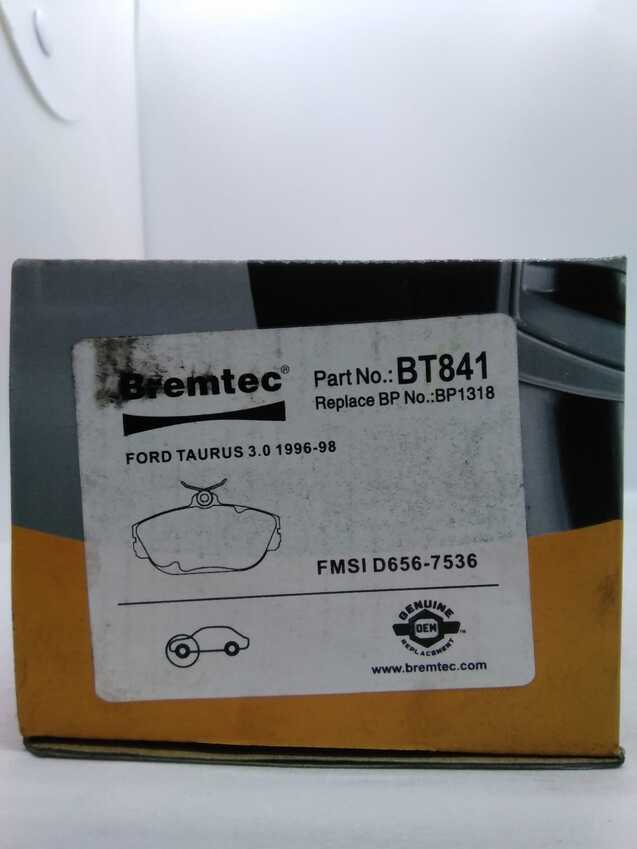 Bremtec®
Part No.: BT841
Replace BP No.:BP1318
FORD TAURUS 3.0 1996-98
FMSI D656-7536
GENUINE
OEM™
REPLACEMENT
www.bremtec.com